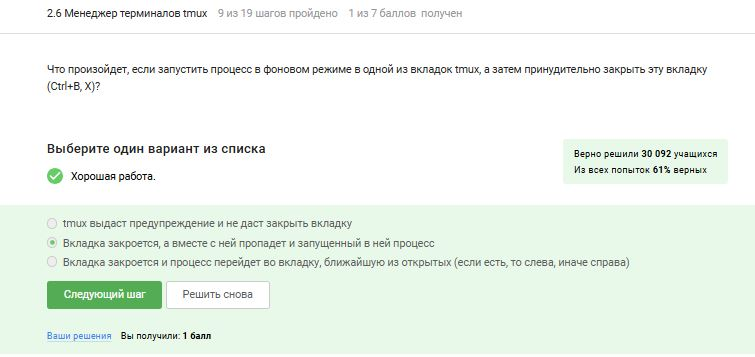 2.6 Менеджер терминалов tmux 9 из 19 шагов пройдено 1 из 7 баллов получен
Что произойдет, если запустить процесс в фоновом режиме в одной из вкладок tmux, а затем принудительно закрыть эту вкладку
(Ctrl+B, X)?
Выберите один вариант из списка
Верно решили 30 092 учащихся
Из всех попыток 61% верных
Хорошая работа.
tmux выдаст предупреждение и не даст закрыть вкладку
Вкладка закроется, а вместе с ней пропадет и запущенный в ней процесс
Вкладка закроется и процесс перейдет во вкладку, ближайшую из открытых (если есть, то слева, иначе справа)
Следующий шаг Решить снова
Ваши решения Вы получили: 1 балл